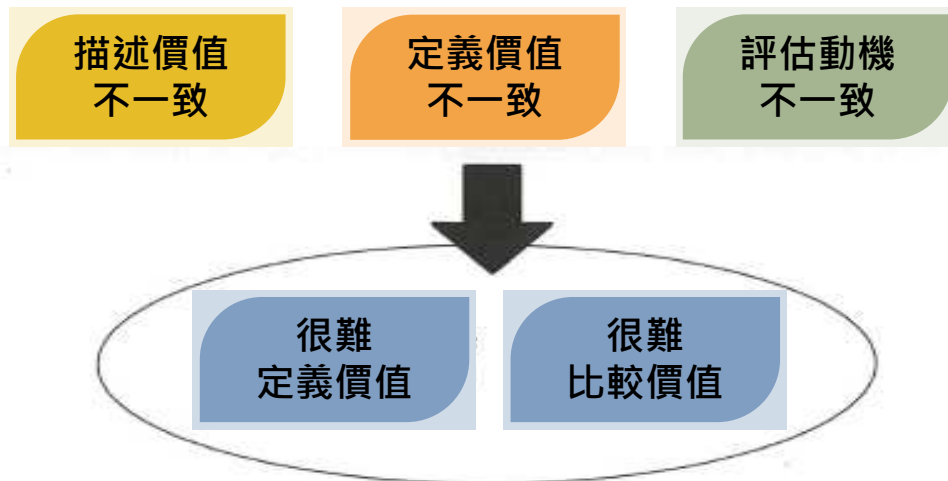 描述價值
不一致
定義價值
不一致
評估動機
不一致
很難
定義價值
很難
比較價值